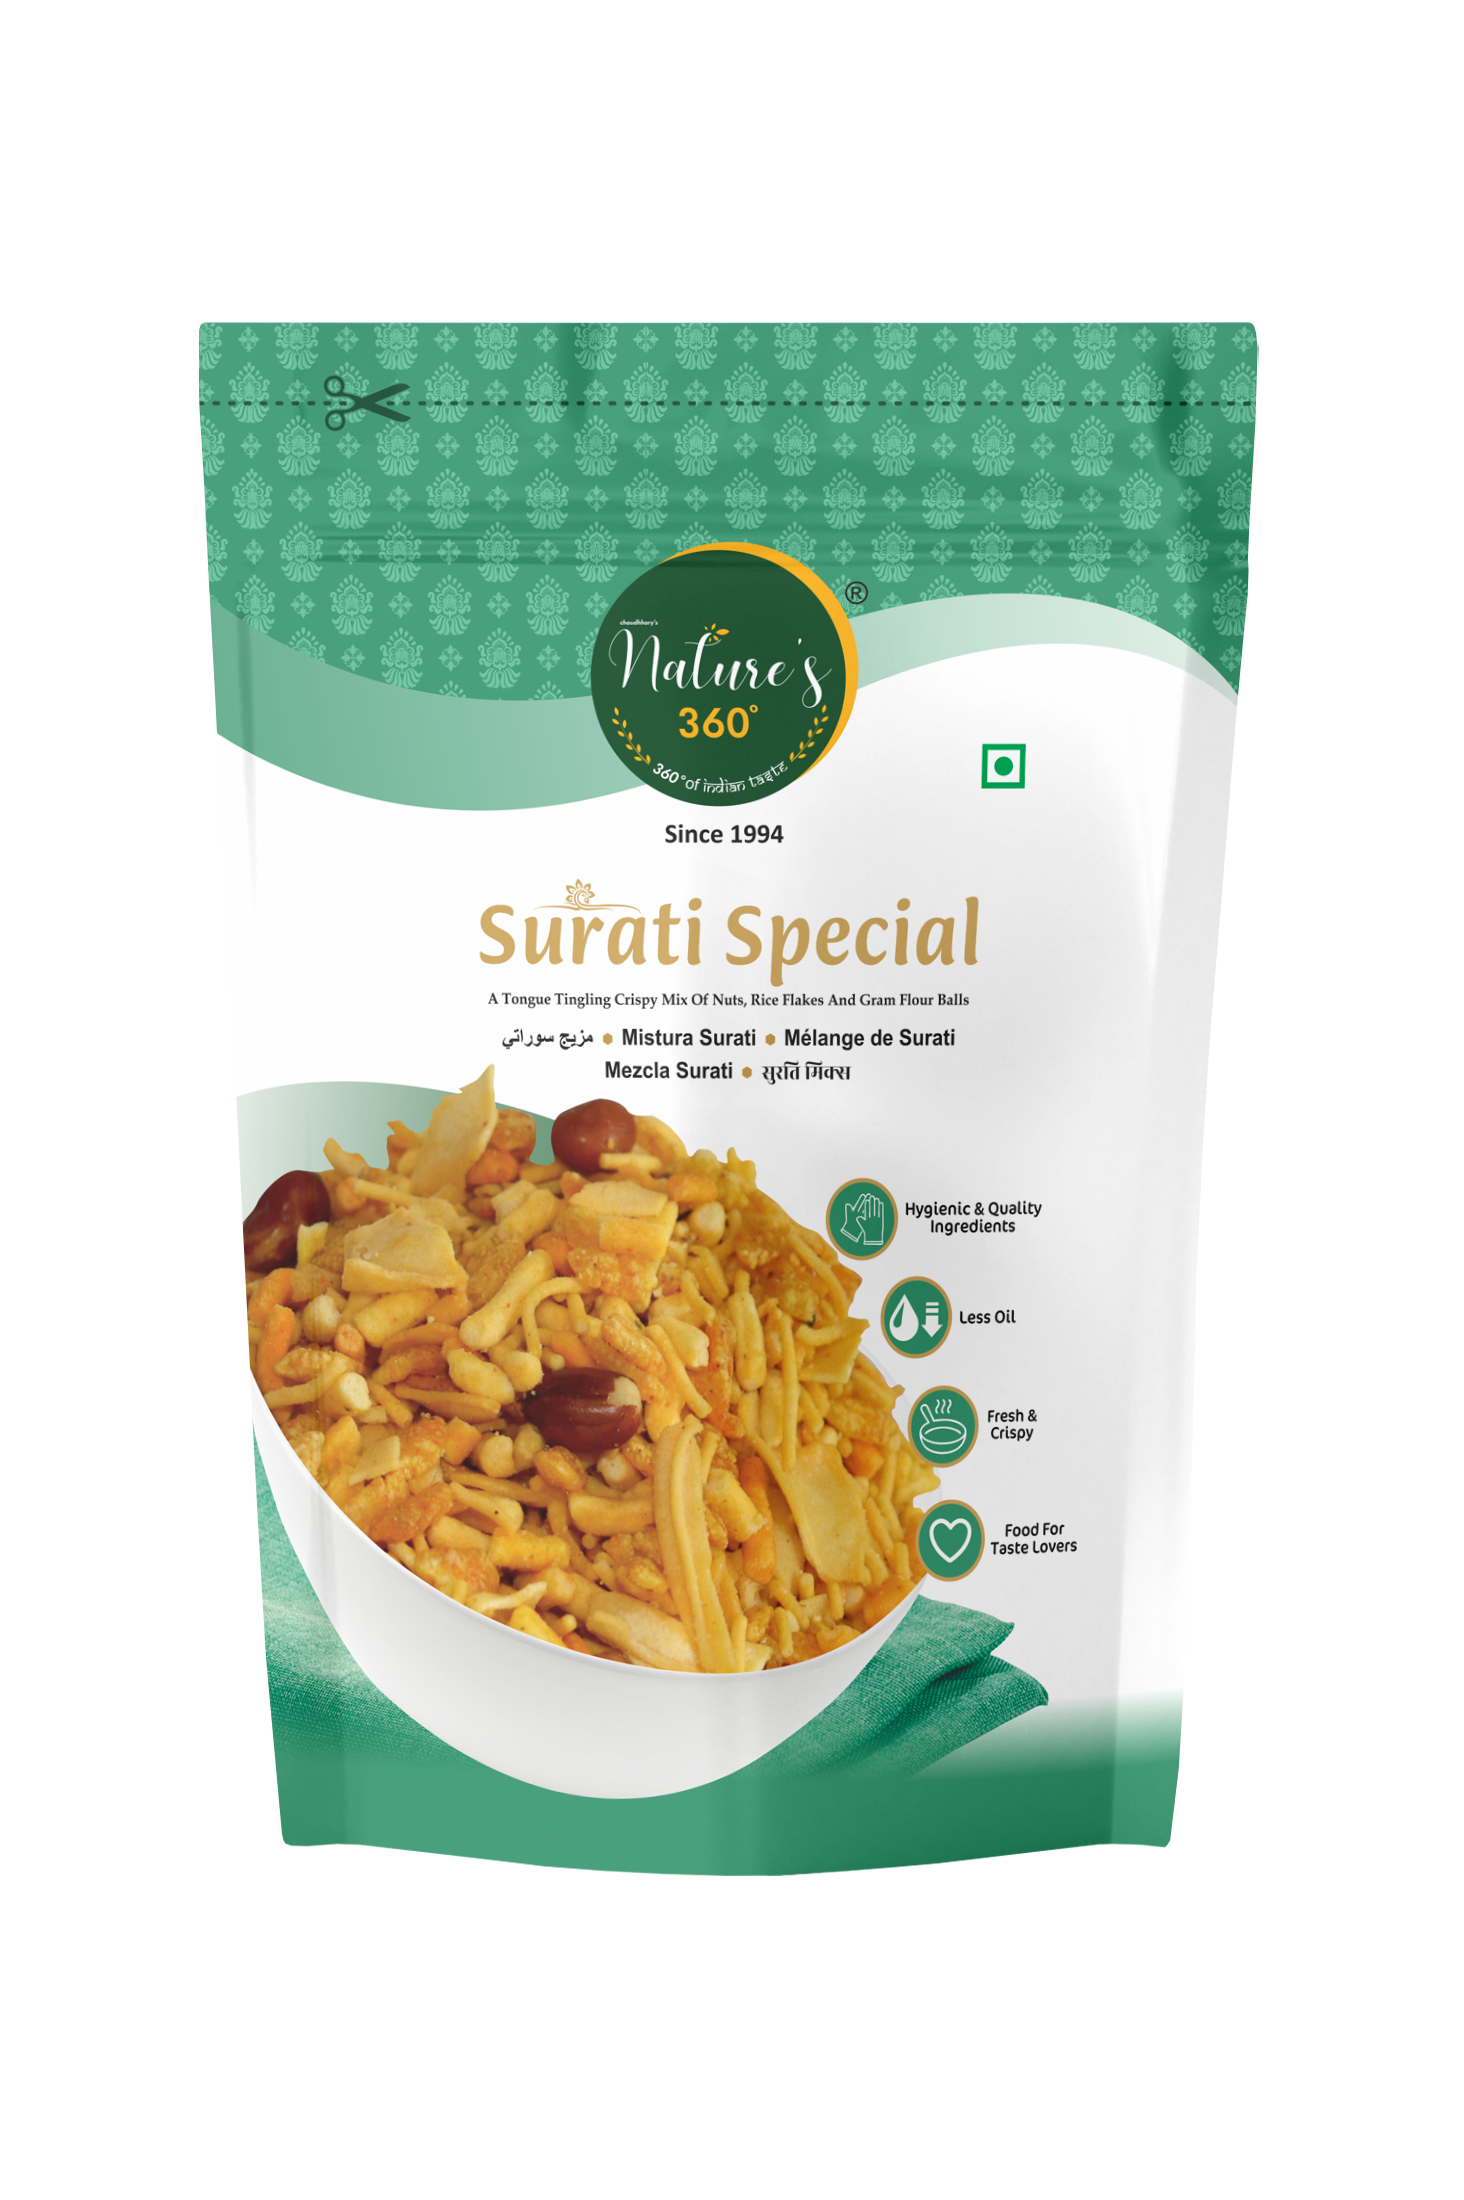 ®
chaudhhary's
Nature's
360°
360° of indian taste
Since 1994
Surati Special
A Tongue Tingling Crispy Mix Of Nuts, Rice Flakes And Gram Flour Balls
مزيج سوراتي • Mistura Surati • Mélange de Surati
Mezcla Surati • सुरति मिक्स
Hygienic & Quality
Ingredients
Less Oil
Fresh &
Crispy
Food For
Taste Lovers